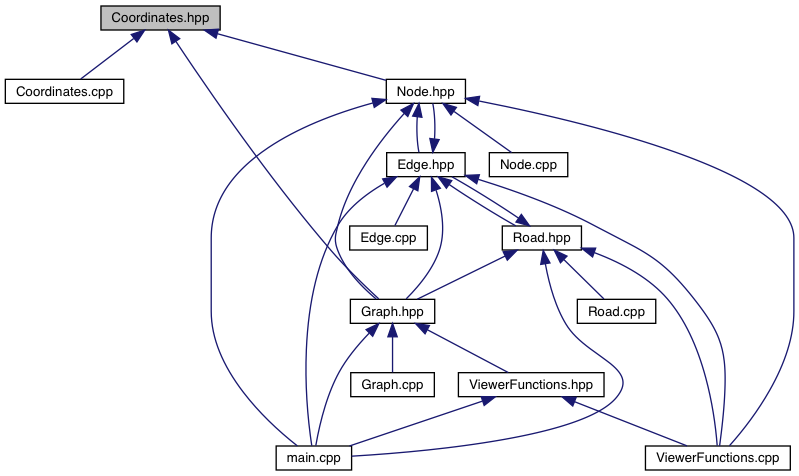 Coordinates.hpp
Coordinates.cpp
Node.hpp
Edge.hpp
Node.cpp
Edge.cpp
Road.hpp
Graph.hpp
Road.cpp
Graph.cpp
ViewerFunctions.hpp
main.cpp
ViewerFunctions.cpp